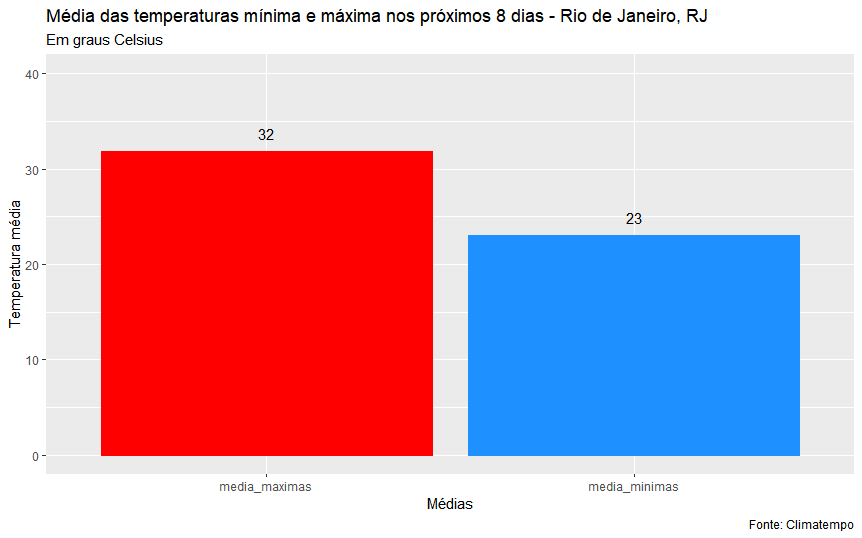 Média das temperaturas mínima e máxima nos próximos 8 dias - Rio de Janeiro, RJ
Em graus Celsius
40
30
20
10
0
Temperatura média
32
23
media_maximas
media_minimas
Médias
Fonte: Climatempo